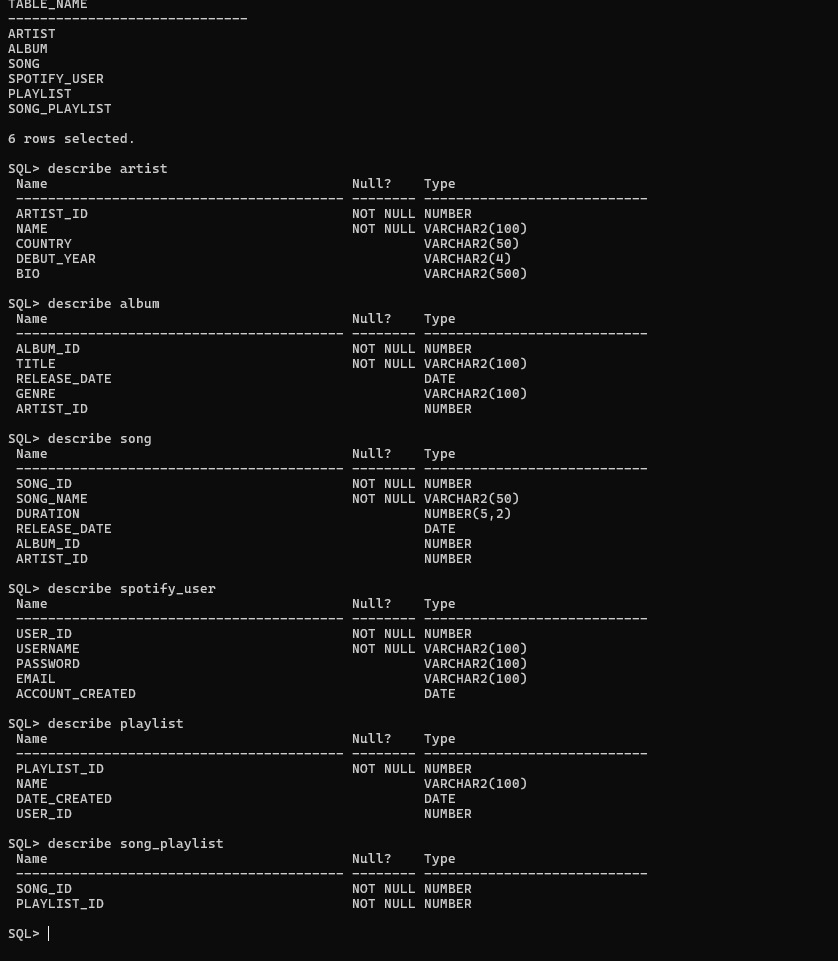 TABLE_NAME
------------------------------
ARTIST
ALBUM
SONG
SPOTIFY_USER
PLAYLIST
SONG_PLAYLIST
6 rows selected.
SQL> describe artist
Name Null? Type
----------------------------------------- -------- ----------------------------
ARTIST_ID NOT NULL NUMBER
NAME NOT NULL VARCHAR2(100)
COUNTRY VARCHAR2(50)
DEBUT_YEAR VARCHAR2(4)
BIO VARCHAR2(500)
SQL> describe album
Name Null? Type
----------------------------------------- -------- ----------------------------
ALBUM_ID NOT NULL NUMBER
TITLE NOT NULL VARCHAR2(100)
RELEASE_DATE DATE
GENRE VARCHAR2(100)
ARTIST_ID NUMBER
SQL> describe song
Name Null? Type
----------------------------------------- -------- ----------------------------
SONG_ID NOT NULL NUMBER
SONG_NAME NOT NULL VARCHAR2(50)
DURATION NUMBER(5,2)
RELEASE_DATE DATE
ALBUM_ID NUMBER
ARTIST_ID NUMBER
SQL> describe spotify_user
Name Null? Type
----------------------------------------- -------- ----------------------------
USER_ID NOT NULL NUMBER
USERNAME NOT NULL VARCHAR2(100)
PASSWORD VARCHAR2(100)
EMAIL VARCHAR2(100)
ACCOUNT_CREATED DATE
SQL> describe playlist
Name Null? Type
----------------------------------------- -------- ----------------------------
PLAYLIST_ID NOT NULL NUMBER
NAME VARCHAR2(100)
DATE_CREATED DATE
USER_ID NUMBER
SQL> describe song_playlist
Name Null? Type
----------------------------------------- -------- ----------------------------
SONG_ID NOT NULL NUMBER
PLAYLIST_ID NOT NULL NUMBER
SQL>